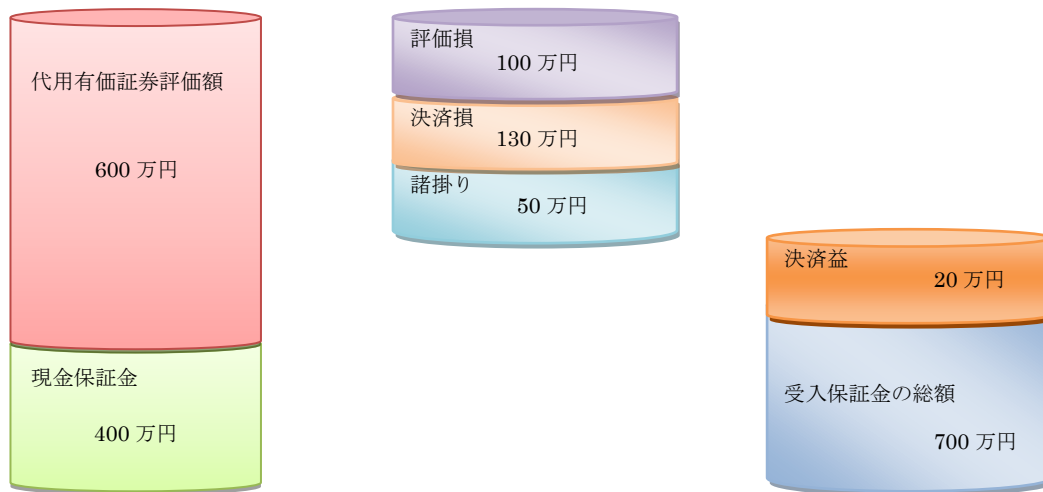 代用有価証券評価額
600 万円
現金保証金
400 万円
評価損
100 万円
決済損
130 万円
諸掛り
50 万円
決済益
20 万円
受入保証金の総額
700 万円